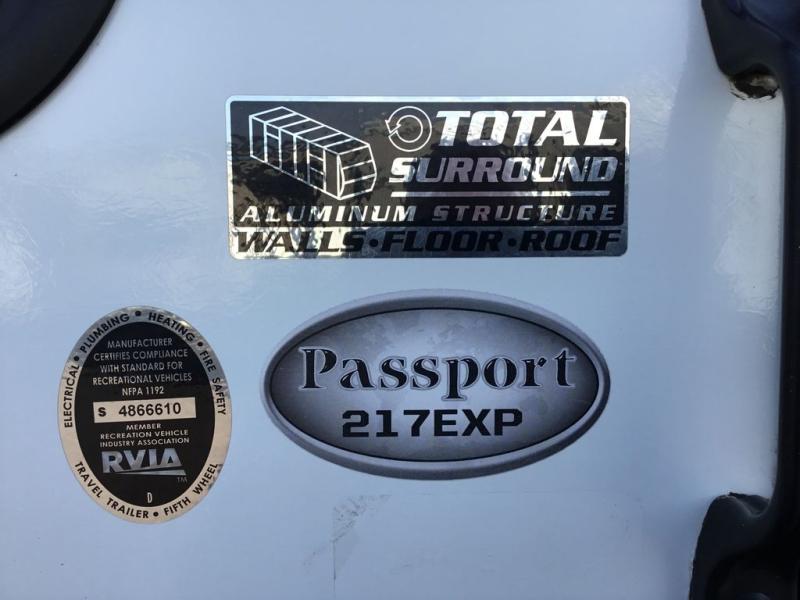 TOTAL
SURROUND
ALUMINUM STRUCTURE
WALLS·FLOOR·ROOF
ELECTRICAL • PLUMBING • HEATING • FIRE SAFETY
MANUFACTURER
CERTIFIES COMPLIANCE
WITH STANDARD FOR
RECREATIONAL VEHICLES
NFPA 1192
S 4866610
MEMBER
RECREATION VEHICLE
INDUSTRY ASSOCIATION
RVIA
TM
D
TRAVEL TRAILER • FIFTH WHEEL
Passport
217EXP